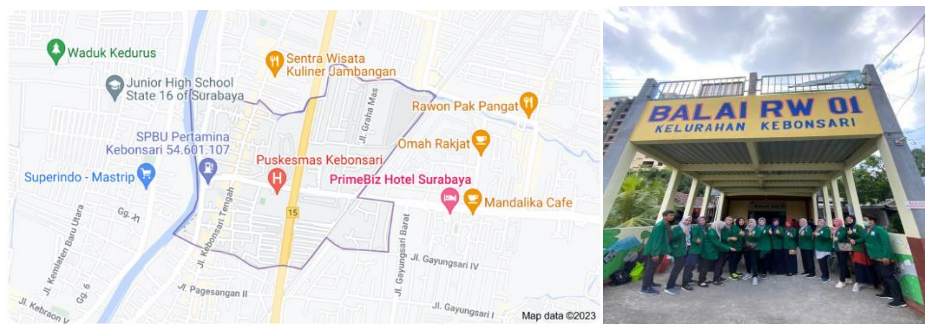 Waduk Kedurus
Sentra Wisata
Kuliner Jambangan
Junior High School
State 16 of Surabaya
Jl. Graha Mas
Rawon Pak Pangat
SPBU Pertamina
Kebonsari 54.601.107
Omah Rakjat
Puskesmas Kebonsari
Superindo - Mastrip
PrimeBiz Hotel Surabaya
Mandalika Cafe
15
Jl. Kemlaten Baru Utara
Jl. Kebonsari Tengah
Jl. Gayungsari Barat
Jl. Gayungsari IV
Gg. 6
Jl. Pagesangan II
Jl. Kebraon V
Jl. Gayungsari I
Map data ©2023
BALAI RW 01
KELURAHAN KEBONSARI